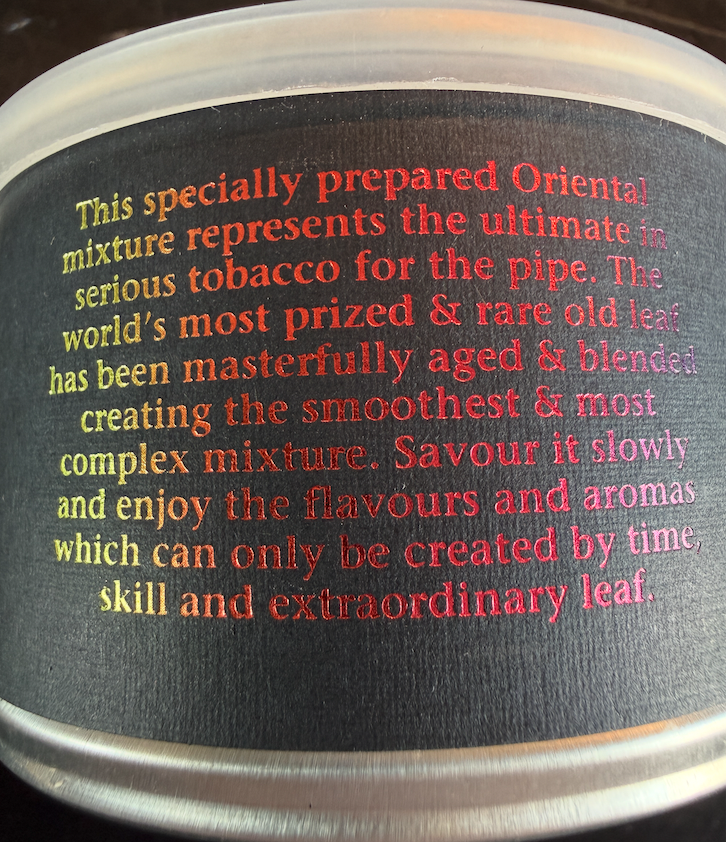 This specially prepared Oriental
mixture represents the ultimate in
serious tobacco for the pipe. The
world's most prized & rare old leaf
has been masterfully aged & blended
creating the smoothest & most
complex mixture. Savour it slowly
and enjoy the flavours and aromas
which can only be created by time,
skill and extraordinary leaf.